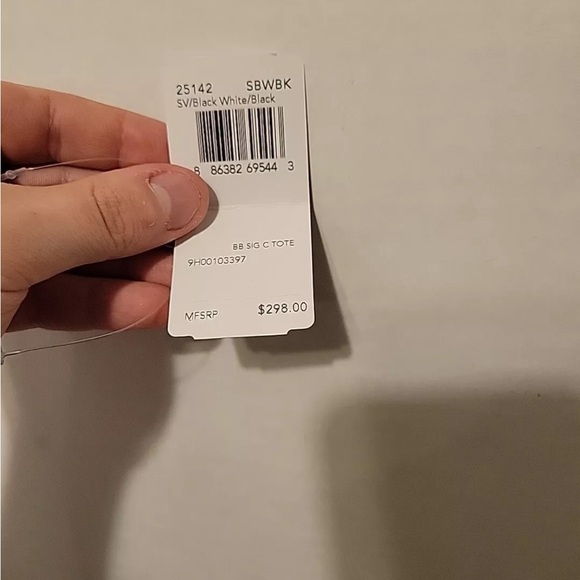 25142 SBWBK
SV/Black White/Black
8 86382 69544 3
BB SIG C TOTE
9H00103397
MFSRP $298.00